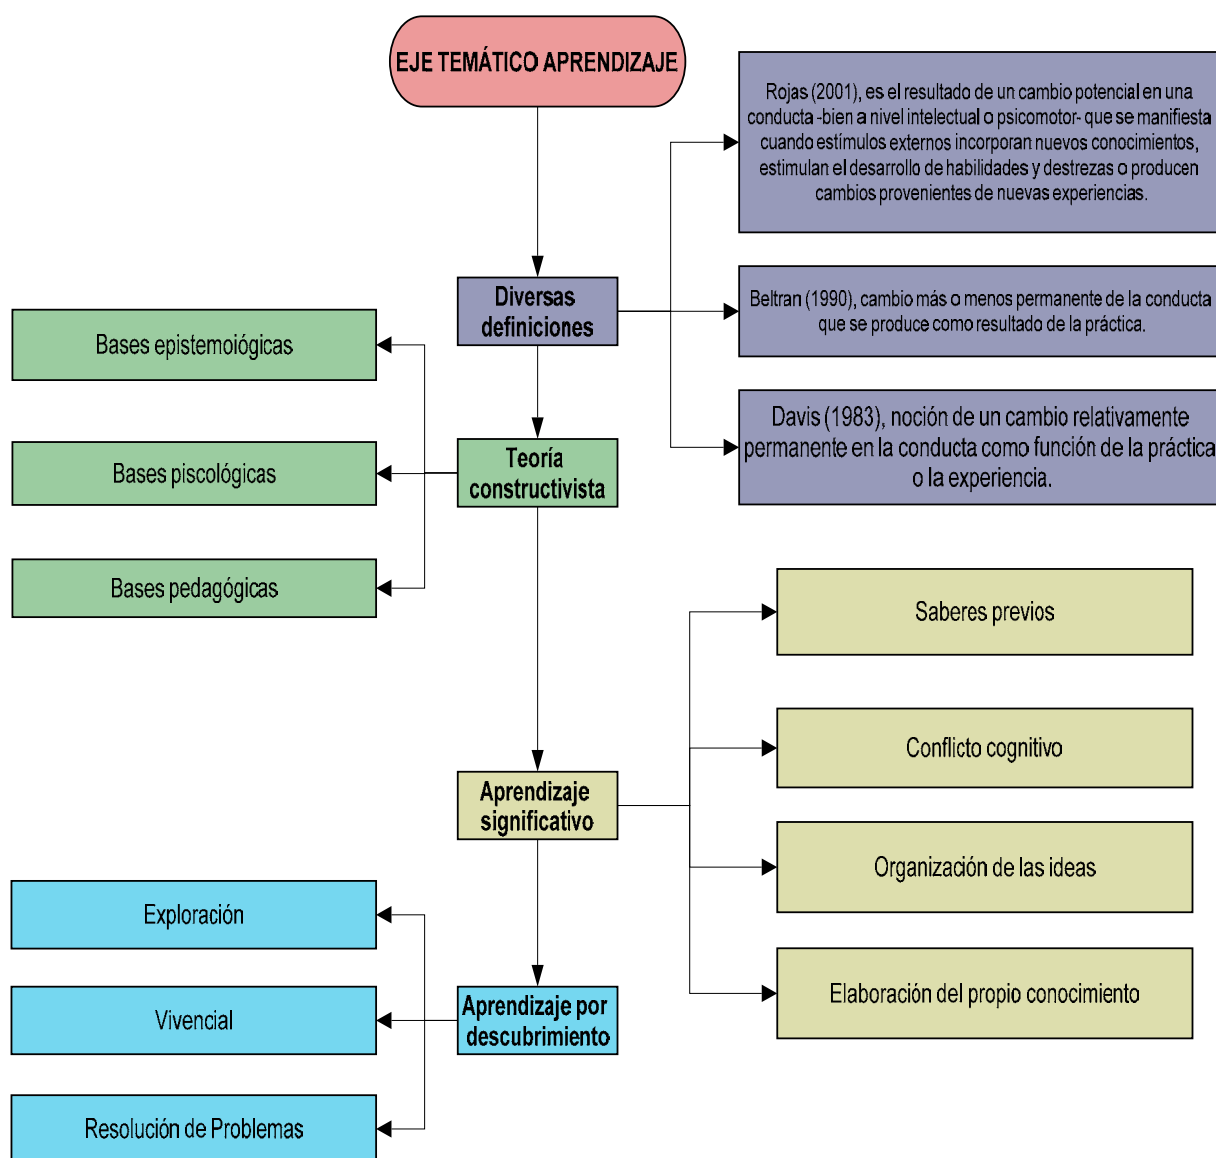 EJE TEMÁTICO APRENDIZAJE
Rojas (2001), es el resultado de un cambio potencial en una
conducta -bien a nivel intelectual o psicomotor- que se manifiesta
cuando estímulos externos incorporan nuevos conocimientos,
estimulan el desarrollo de habilidades y destrezas o producen
cambios provenientes de nuevas experiencias.
Diversas
definiciones
Beltran (1990), cambio más o menos permanente de la conducta
que se produce como resultado de la práctica.
Davis (1983), noción de un cambio relativamente
permanente en la conducta como función de la práctica
o la experiencia.
Bases epistemoiógicas
Bases piscológicas
Bases pedagógicas
Teoría
constructivista
Saberes previos
Conflicto cognitivo
Organización de las ideas
Elaboración del propio conocimiento
Aprendizaje
significativo
Exploración
Vivencial
Resolución de Problemas
Aprendizaje por
descubrimiento